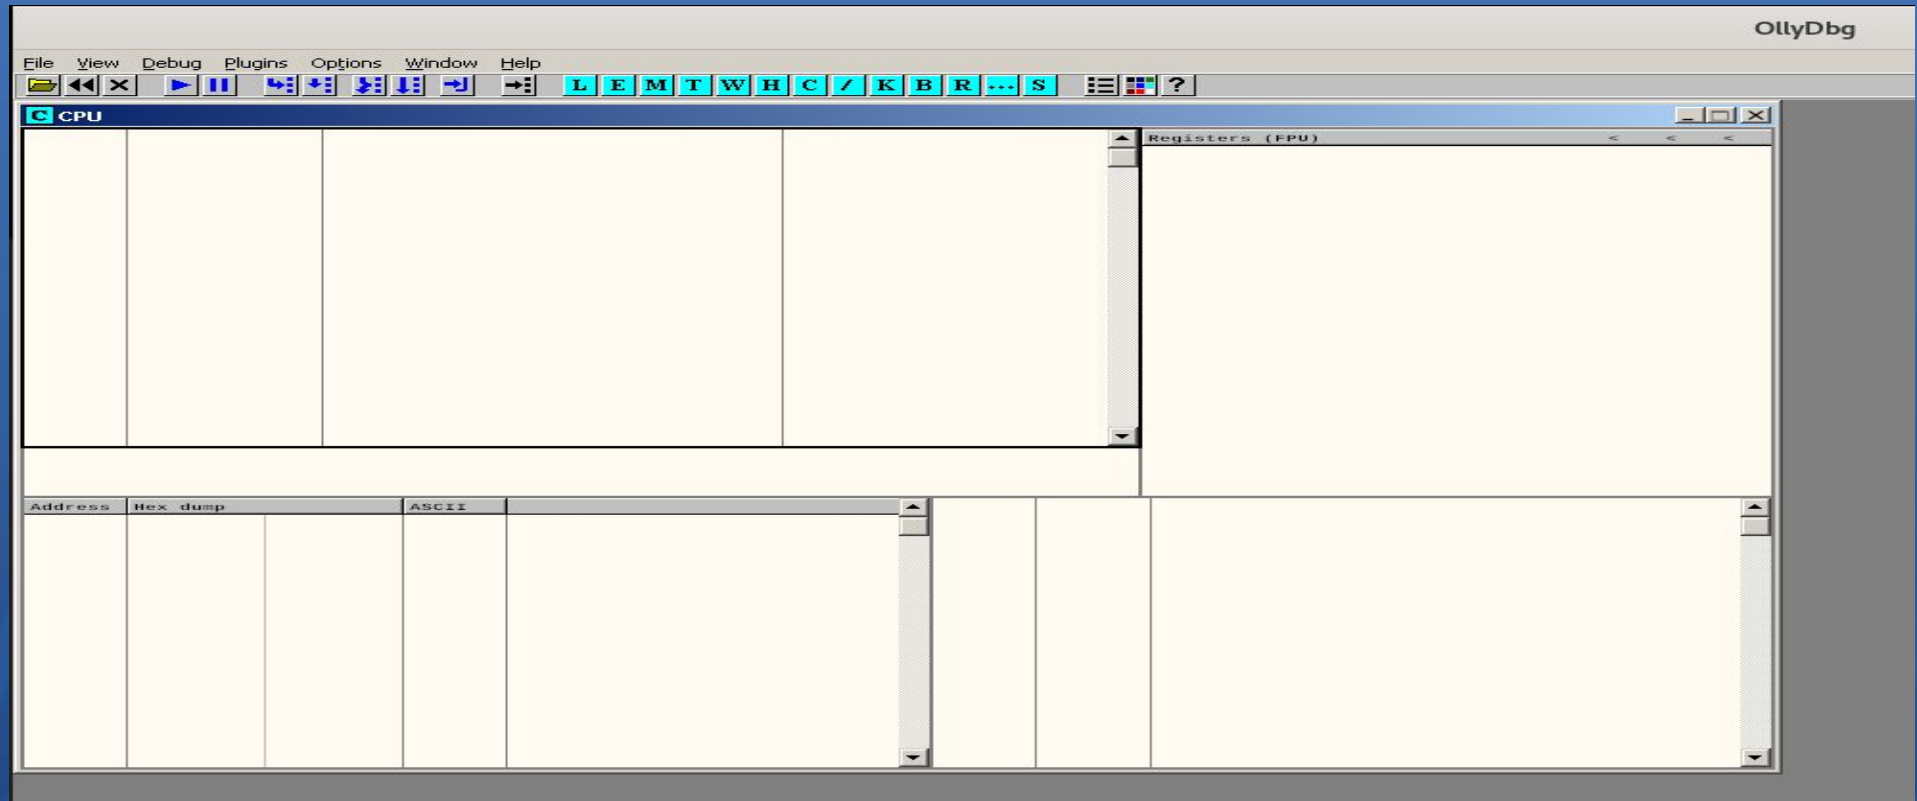 OllyDbg
File View Debug Plugins Options Window Help
L E M T W H C / K B R ... S ?
C CPU
Registers (FPU) < < <
Address Hex dump ASCII